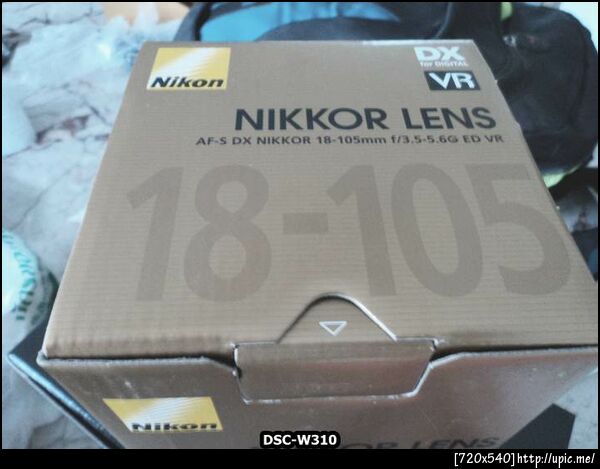 Nikon
DX
for DIGITAL
VR
NIKKOR LENS
AF-S DX NIKKOR 18-105mm f/3.5-5.6G ED VR
18-105
Nikon
DSC-W310
[720x540]http://upic.me/